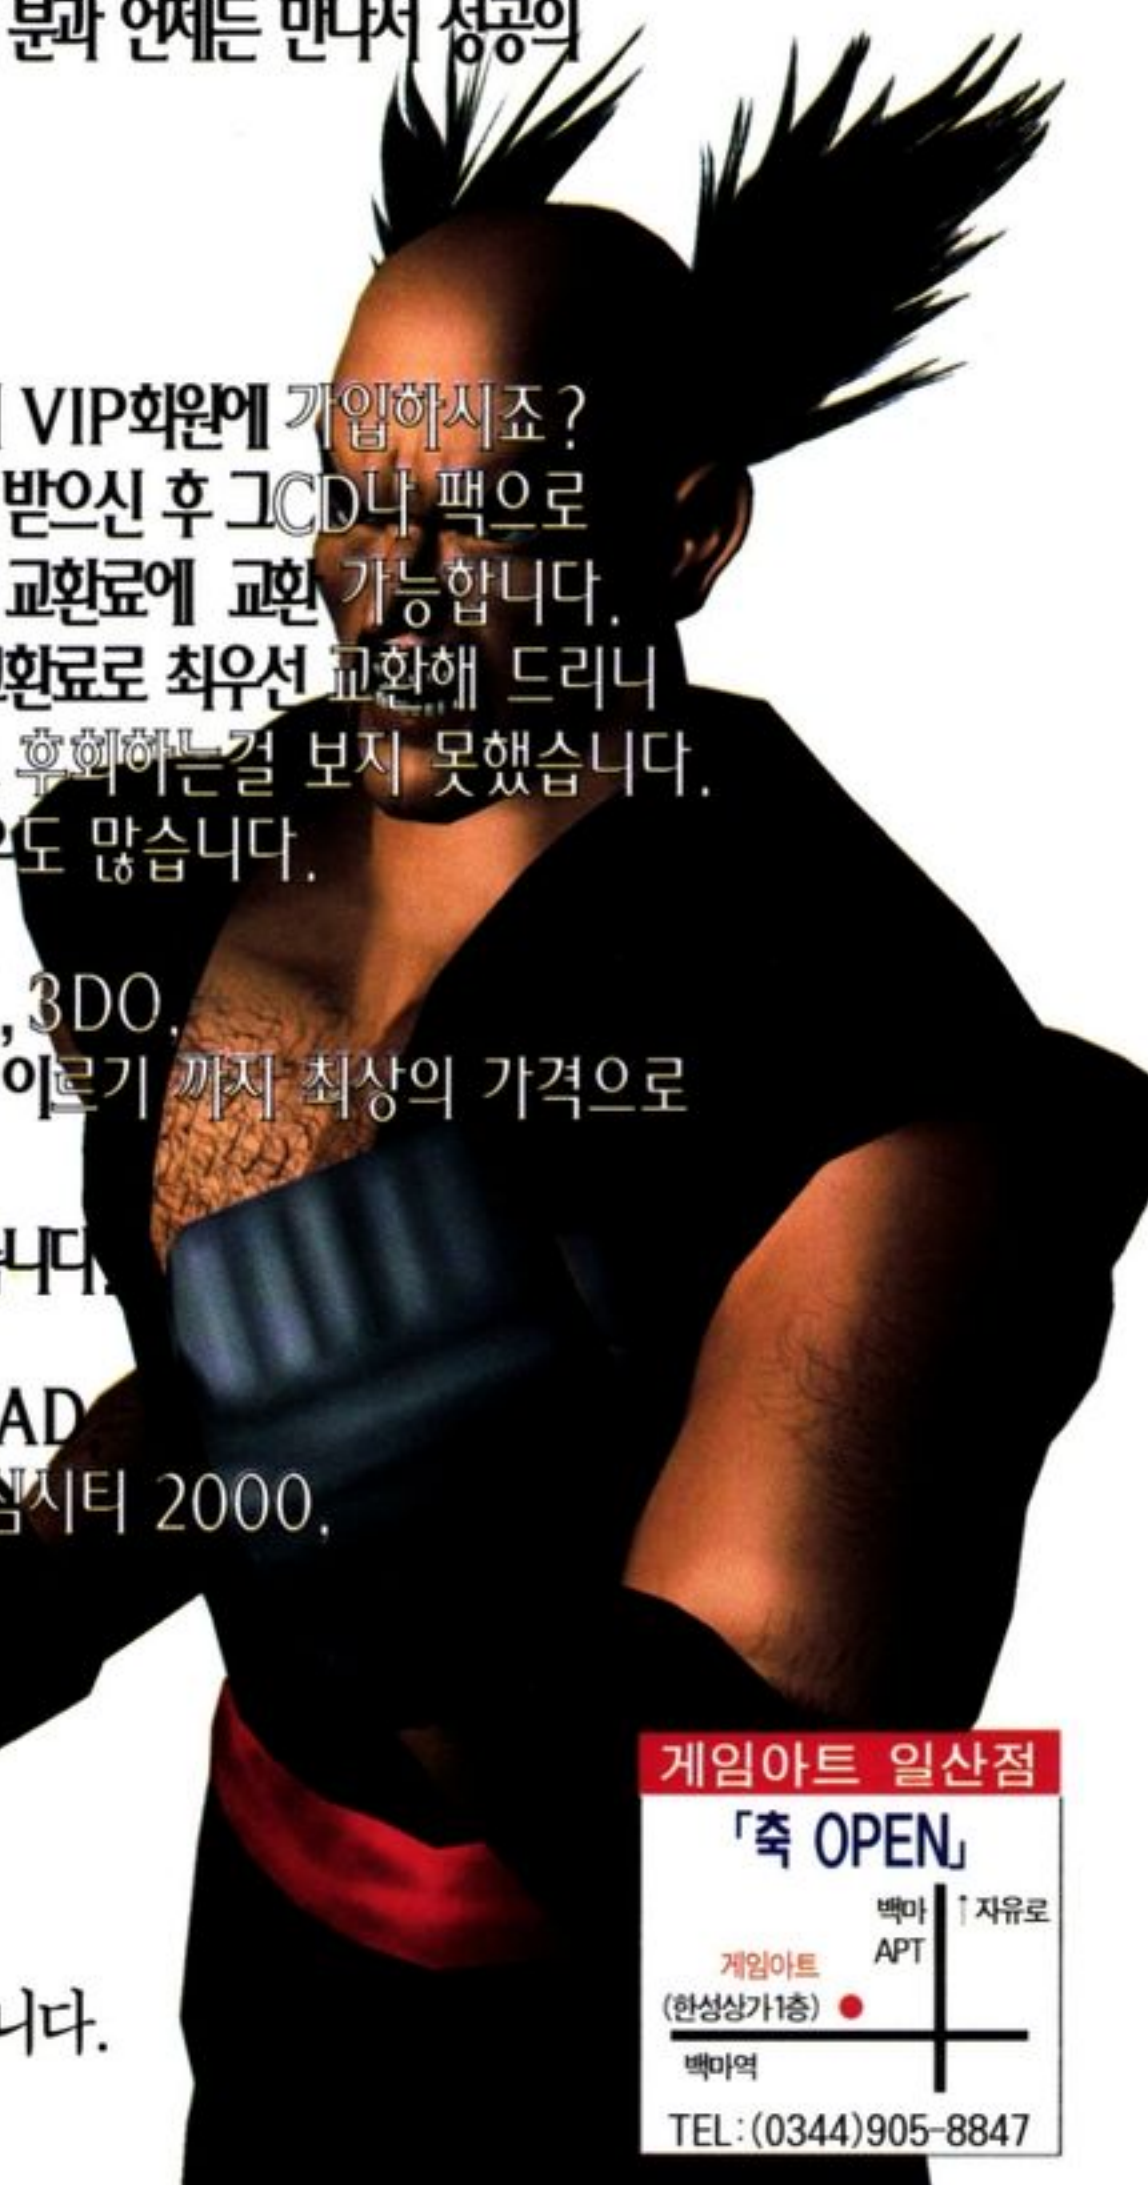 분과 언제든 만나서 성공의
VIP회원에 가입하시죠?
받으신 후 그CD나 팩으로
교환료에 교환 가능합니다.
환료로 최우선 교환해 드리니
후회하는걸 보지 못했습니다.
도 많습니다.
, 3DO,
이르기 까지 최상의 가격으로
니다.
AD
심시티 2000,
니다.
게임아트 일산점
「축 OPEN」
백마 ↑자유로
APT
게임아트
(한성상가1층)
백마역
TEL:(0344)905-8847